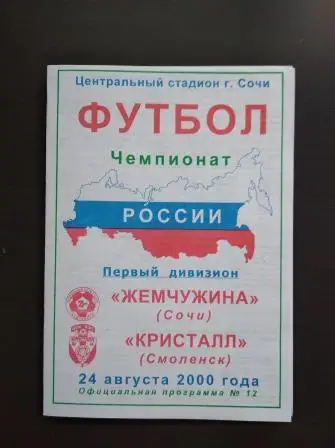 Центральный стадион г. Сочи
ФУТБОЛ
Чемпионат
РОССИИ
Первый дивизион
«ЖЕМЧУЖИНА»
(Сочи)
«КРИСТАЛЛ»
(Смоленск)
24 августа 2000 года
Официальная программа № 12